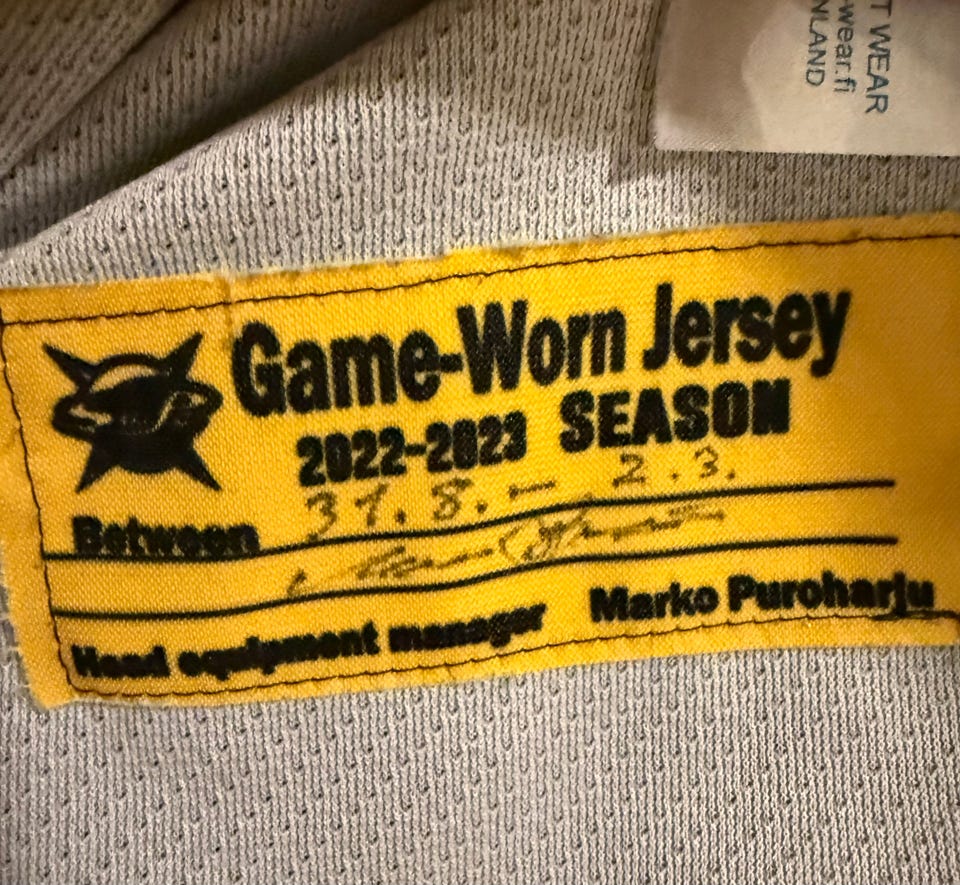 T WEAR
-wear.fi
NLAND
Game-Worn Jersey
2022-2023 SEASON
Between 31.8. - 2.3.
Head equipment manager Marko Puroharju